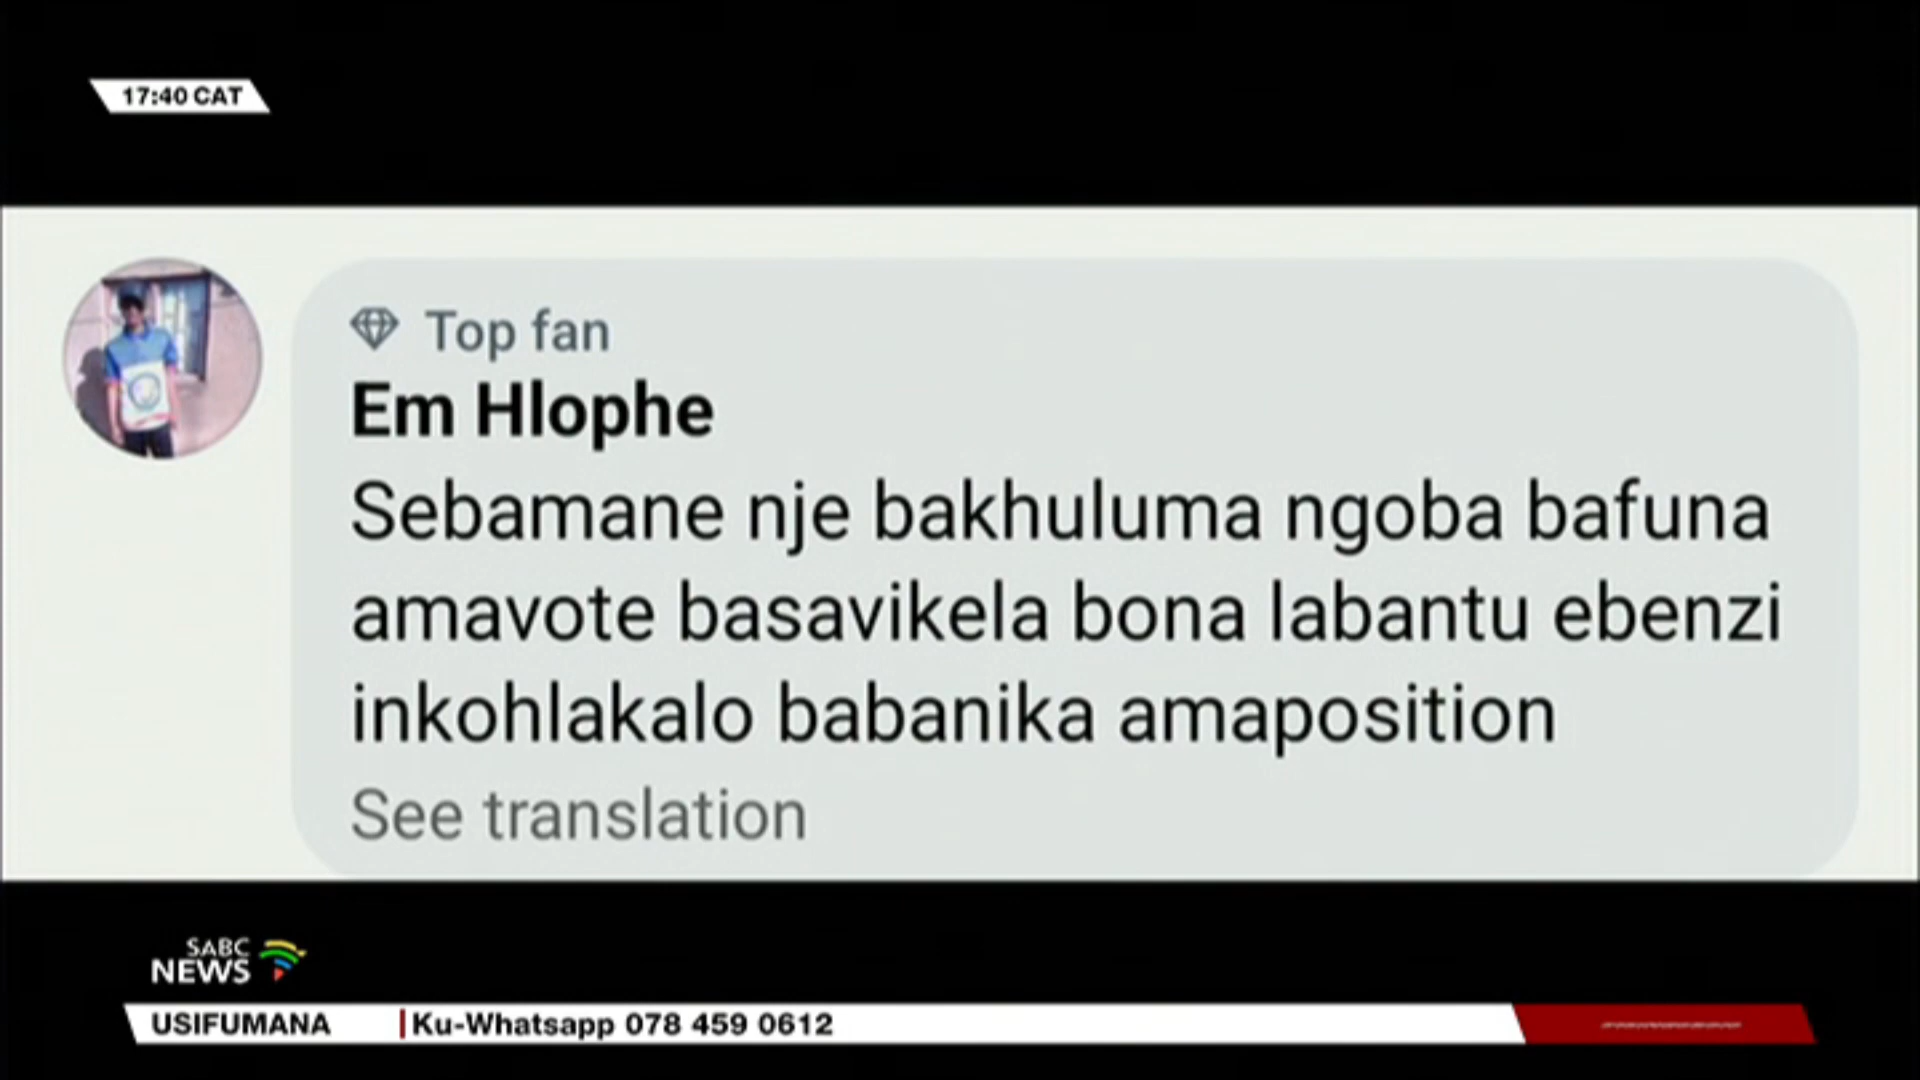 17:40 CAT
Top fan
Em Hlophe
Sebamane nje bakhuluma ngoba bafuna
amavote basavikela bona labantu ebenzi
inkohlakalo babanika amaposition
See translation
SABC
NEWS
USIFUMANA
Ku-Whatsapp 078 459 0612